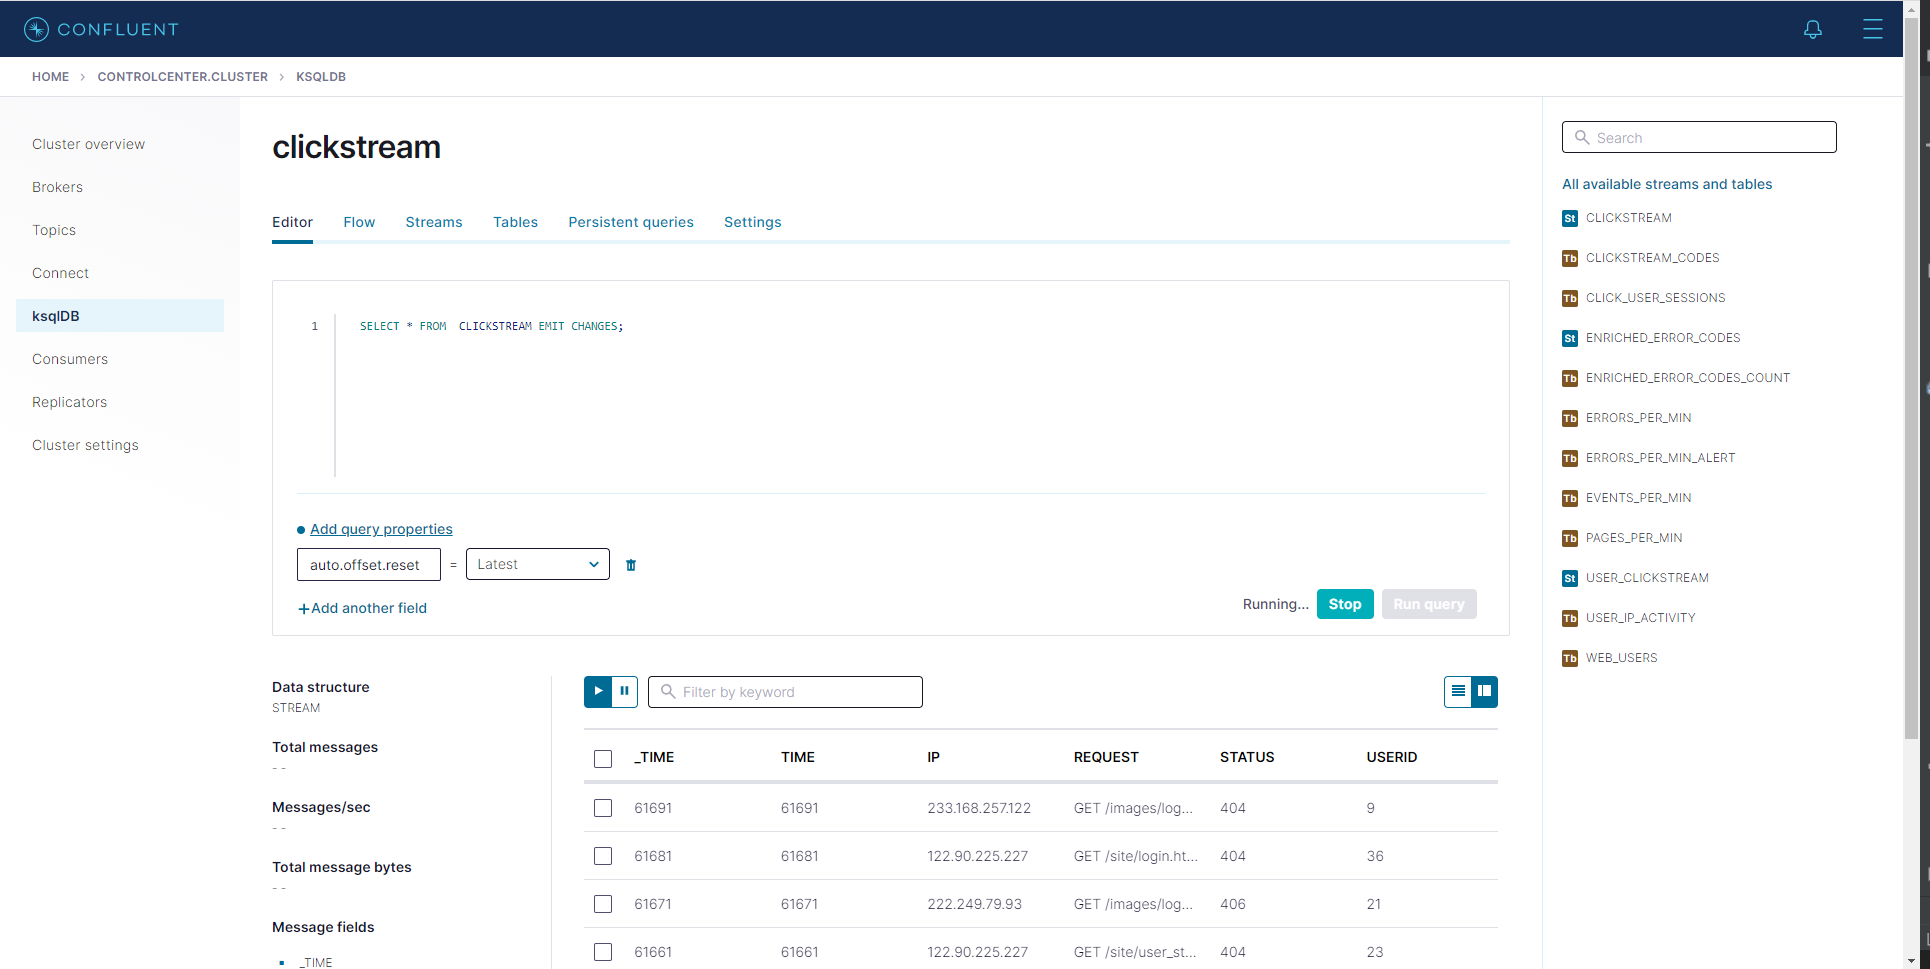 CONFLUENT
HOME > CONTROLCENTER.CLUSTER > KSQLDB
Cluster overview
Brokers
Topics
Connect
ksqlDB
Consumers
Replicators
Cluster settings
clickstream
Editor Flow Streams Tables Persistent queries Settings
1 SELECT * FROM CLICKSTREAM EMIT CHANGES;
Add query properties
auto.offset.reset = Latest
+Add another field
Running... Stop Run query
Data structure
STREAM
Total messages
- -
Messages/sec
- -
Total message bytes
- -
Message fields
_TIME
Filter by keyword
_TIME TIME IP REQUEST STATUS USERID
61691 61691 233.168.257.122 GET /images/log... 404 9
61681 61681 122.90.225.227 GET /site/login.ht... 404 36
61671 61671 222.249.79.93 GET /images/log... 406 21
61661 61661 122.90.225.227 GET /site/user_st... 404 23
Search
All available streams and tables
St CLICKSTREAM
Tb CLICKSTREAM_CODES
Tb CLICK_USER_SESSIONS
St ENRICHED_ERROR_CODES
Tb ENRICHED_ERROR_CODES_COUNT
Tb ERRORS_PER_MIN
Tb ERRORS_PER_MIN_ALERT
Tb EVENTS_PER_MIN
Tb PAGES_PER_MIN
St USER_CLICKSTREAM
Tb USER_IP_ACTIVITY
Tb WEB_USERS